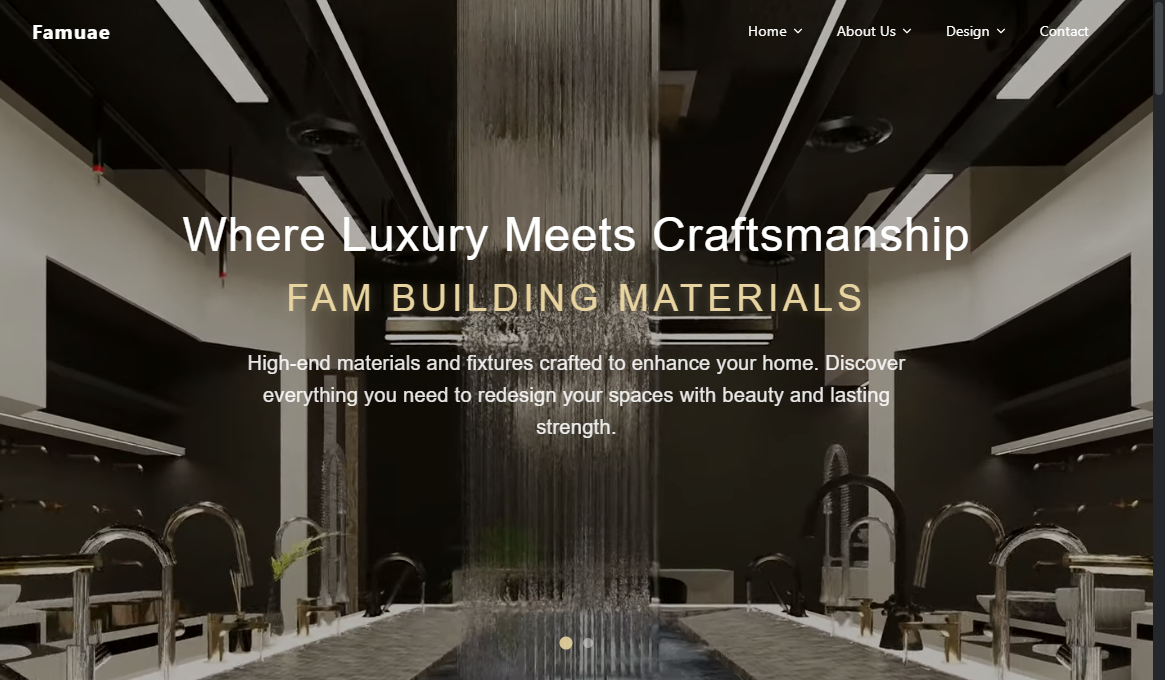 Famuae
Home
About Us
Design
Contact
Where Luxury Meets Craftsmanship
FAM BUILDING MATERIALS
High-end materials and fixtures crafted to enhance your home. Discover
everything you need to redesign your spaces with beauty and lasting
strength.